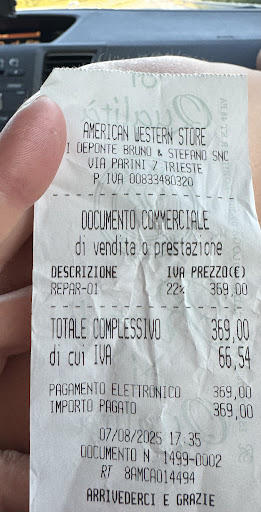 Qualità
AMERICAN WESTERN STORE
DI DEPONTE BRUNO & STEFANO SNC
VIA PARINI 7 TRIESTE
P.IVA 00833480320
DOCUMENTO COMMERCIALE
di vendita o prestazione
DESCRIZIONE IVA PREZZO(€)
REPAR-01 22% 369,00
TOTALE COMPLESSIVO 369,00
di cui IVA 66,54
PAGAMENTO ELETTRONICO 369,00
IMPORTO PAGATO 369,00
07/08/2025 17:35
DOCUMENTO N 1499-0002
RT 8AMCA014494
ARRIVEDERCI E GRAZIE